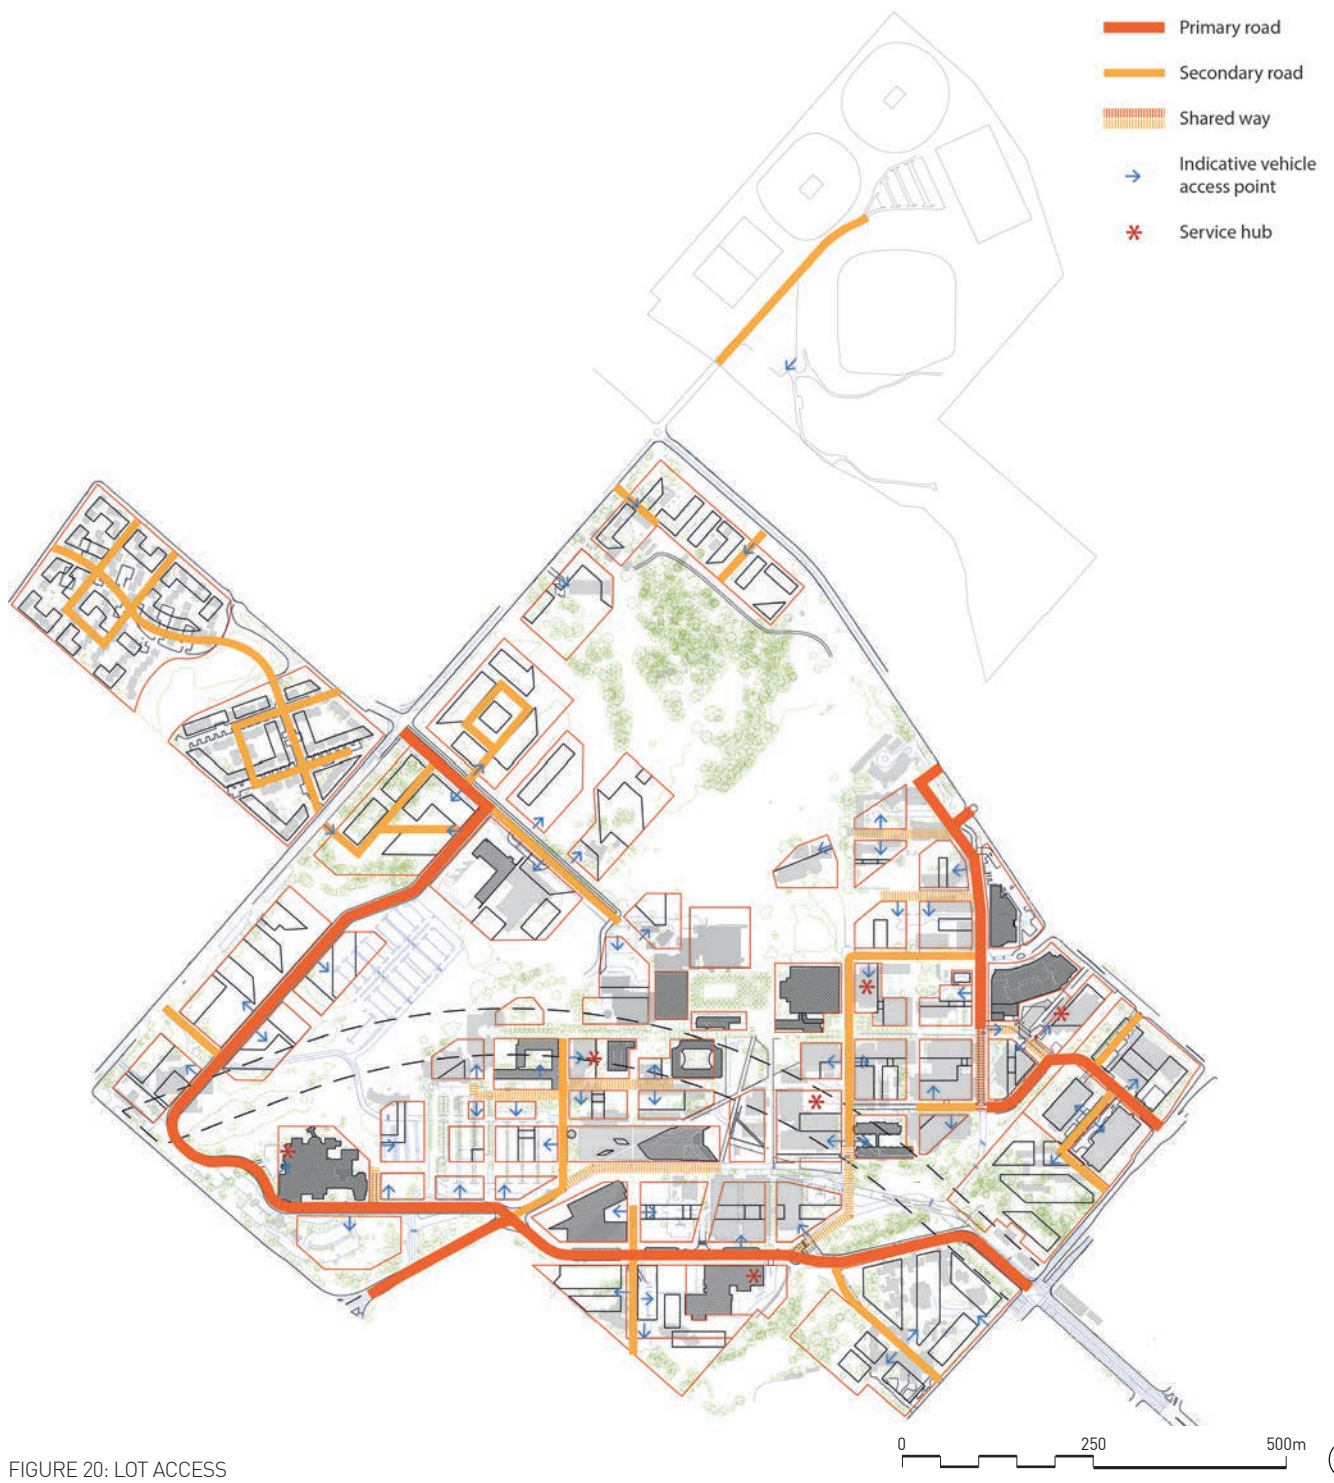 Primary road
Secondary road
Shared way
Indicative vehicle
access point
Service hub
0 250 500m
FIGURE 20: LOT ACCESS